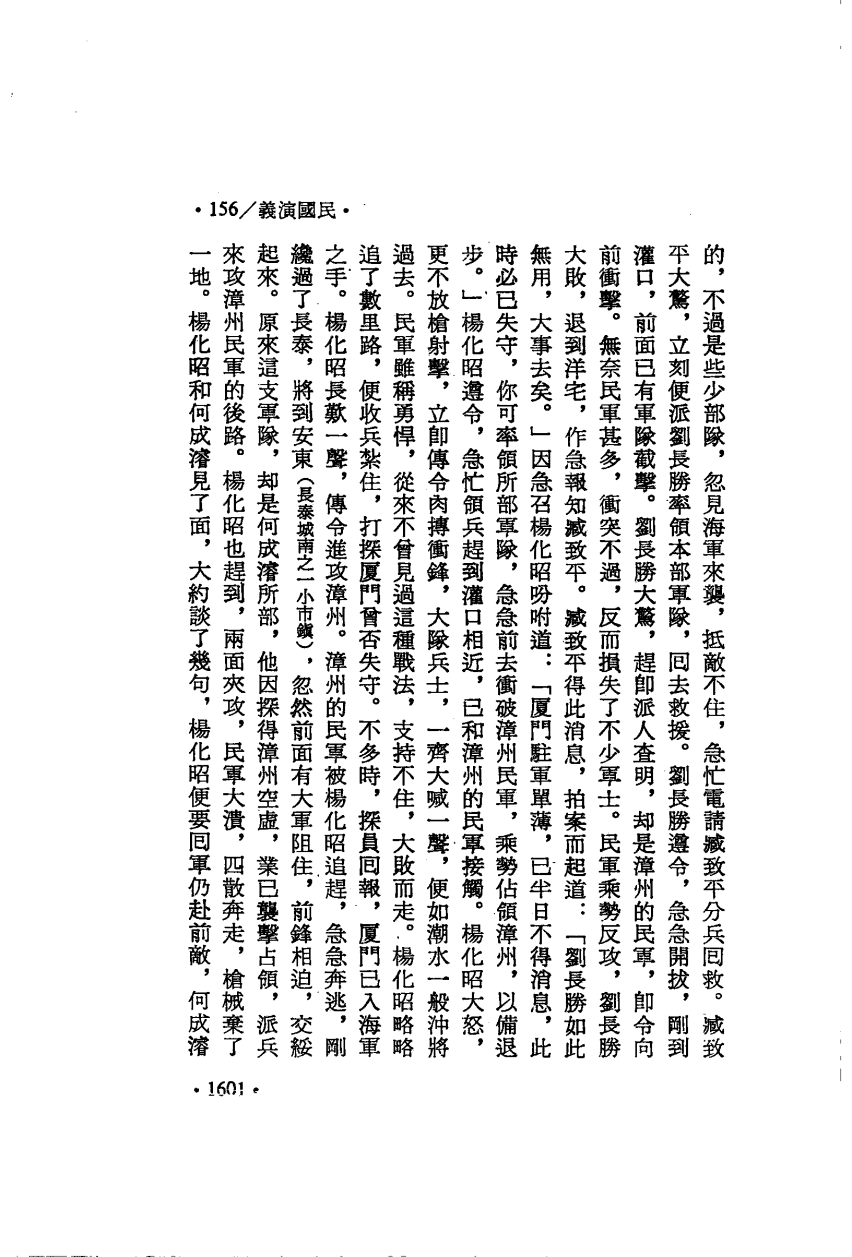 •156／義演國民•
的，不過是些少部隊，忽見海軍來襲，抵敵不住，急忙電請臧致平分兵回救。臧致
平大驚，立刻便派劉長勝率領本部軍隊，回去救援。劉長勝遵令，急急開拔，剛到
灌口，前面已有軍隊截擊。劉長勝大驚，趕卽派人查明，却是漳州的民軍，卽令向
前衝擊。無奈民軍甚多，衝突不過，反而損失了不少軍士。民軍乘勢反攻，劉長勝
大敗，退到洋宅，作急報知臧致平。臧致平得此消息，拍案而起道：「劉長勝如此
無用，大事去矣。」因急召楊化昭吩咐道：「厦門駐軍單薄，已半日不得消息，此
時必已失守，你可率領所部軍隊，急急前去衝破漳州民軍，乘勢佔領漳州，以備退
步。」楊化昭遵令，急忙領兵趕到灌口相近，已和漳州的民軍接觸。楊化昭大怒，
更不放槍射擊，立卽傳令肉搏衝鋒，大隊兵士，一齊大喊一聲，便如潮水一般沖將
過去。民軍雖稱勇悍，從來不曾見過這種戰法，支持不住，大敗而走。楊化昭略略
追了數里路，便收兵紮住，打探厦門曾否失守。不多時，探員回報，厦門已入海軍
之手。楊化昭長歎一聲，傳令進攻漳州。漳州的民軍被楊化昭追趕，急急奔逃，剛
纔過了長泰，將到安東（長泰城南之一小市鎭），忽然前面有大軍阻住，前鋒相迫，交綏
起來。原來這支軍隊，却是何成濬所部，他因探得漳州空虛，業已襲擊占領，派兵
來攻漳州民軍的後路。楊化昭也趕到，兩面夾攻，民軍大潰，四散奔走，槍械棄了
一地。楊化昭和何成濬見了面，大約談了幾句，楊化昭便要回軍仍赴前敵，何成濬
•1601•